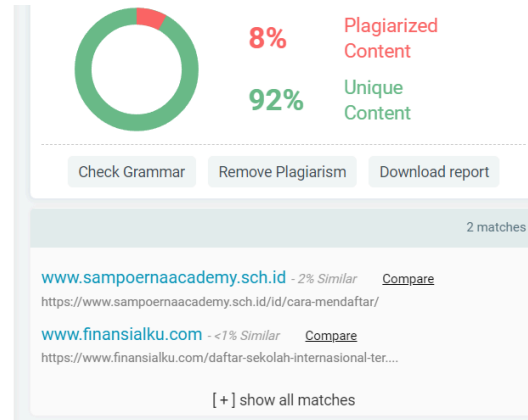 8% Plagiarized
Content
92% Unique
Content
Check Grammar Remove Plagiarism Download report
2 matches
www.sampoernaacademy.sch.id - 2% Similar Compare
https://www.sampoernaacademy.sch.id/id/cara-mendaftar/
www.finansialku.com - <1% Similar Compare
https://www.finansialku.com/daftar-sekolah-internasional-ter....
[ + ] show all matches